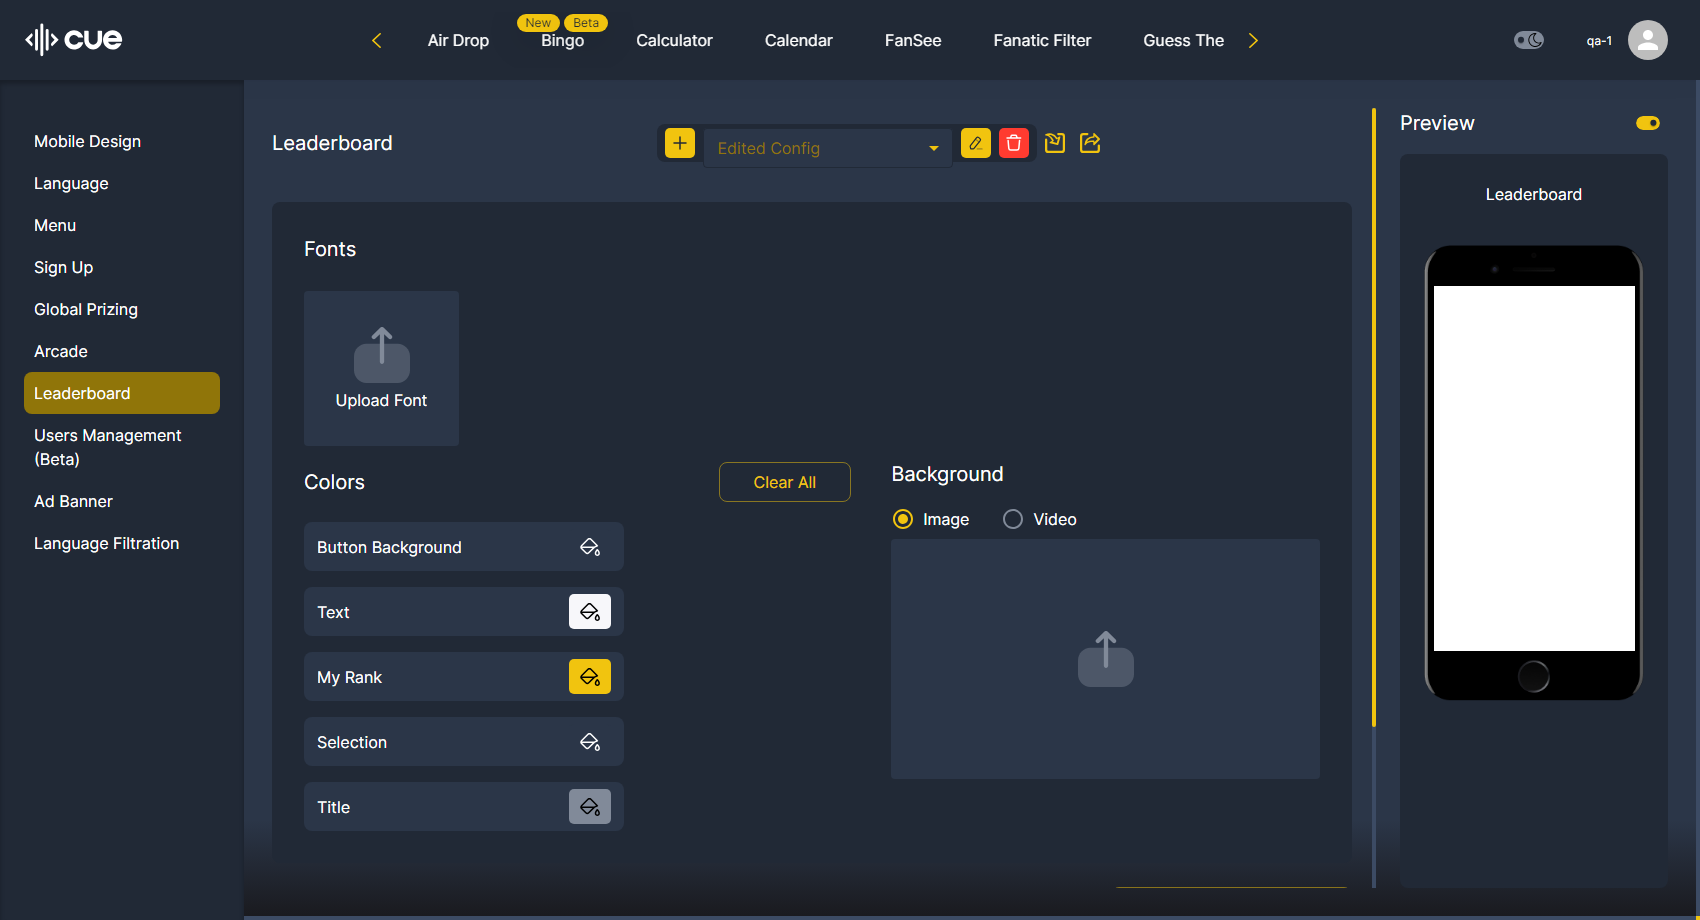 cue
New
Beta
Air Drop
Bingo
Calculator
Calendar
FanSee
Fanatic Filter
Guess The
qa-1
Mobile Design
Language
Menu
Sign Up
Global Prizing
Arcade
Leaderboard
Users Management
(Beta)
Ad Banner
Language Filtration
Leaderboard
Edited Config
Fonts
Upload Font
Colors
Clear All
Button Background
Text
My Rank
Selection
Title
Background
Image
Video
Preview
Leaderboard